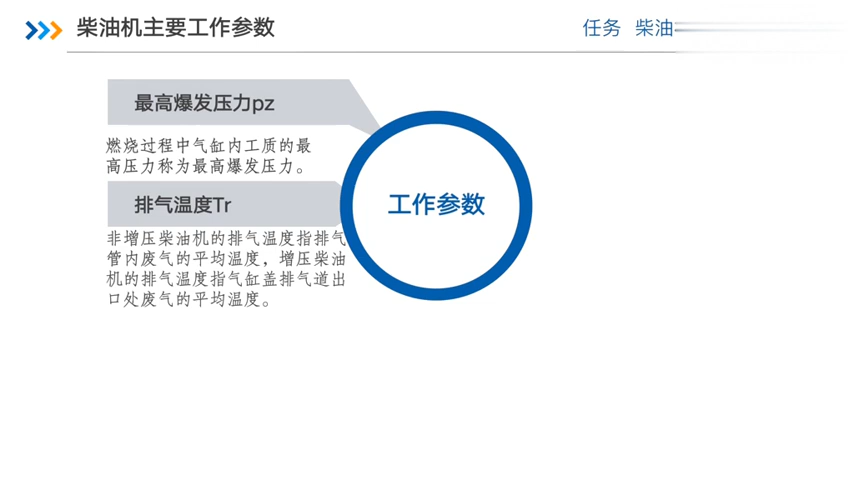 柴油机主要工作参数
任务 柴油
最高爆发压力pz
燃烧过程中气缸内工质的最
高压力称为最高爆发压力。
排气温度Tr
非增压柴油机的排气温度指排气
管内废气的平均温度，增压柴油
机的排气温度指气缸盖排气道出
口处废气的平均温度。
工作参数